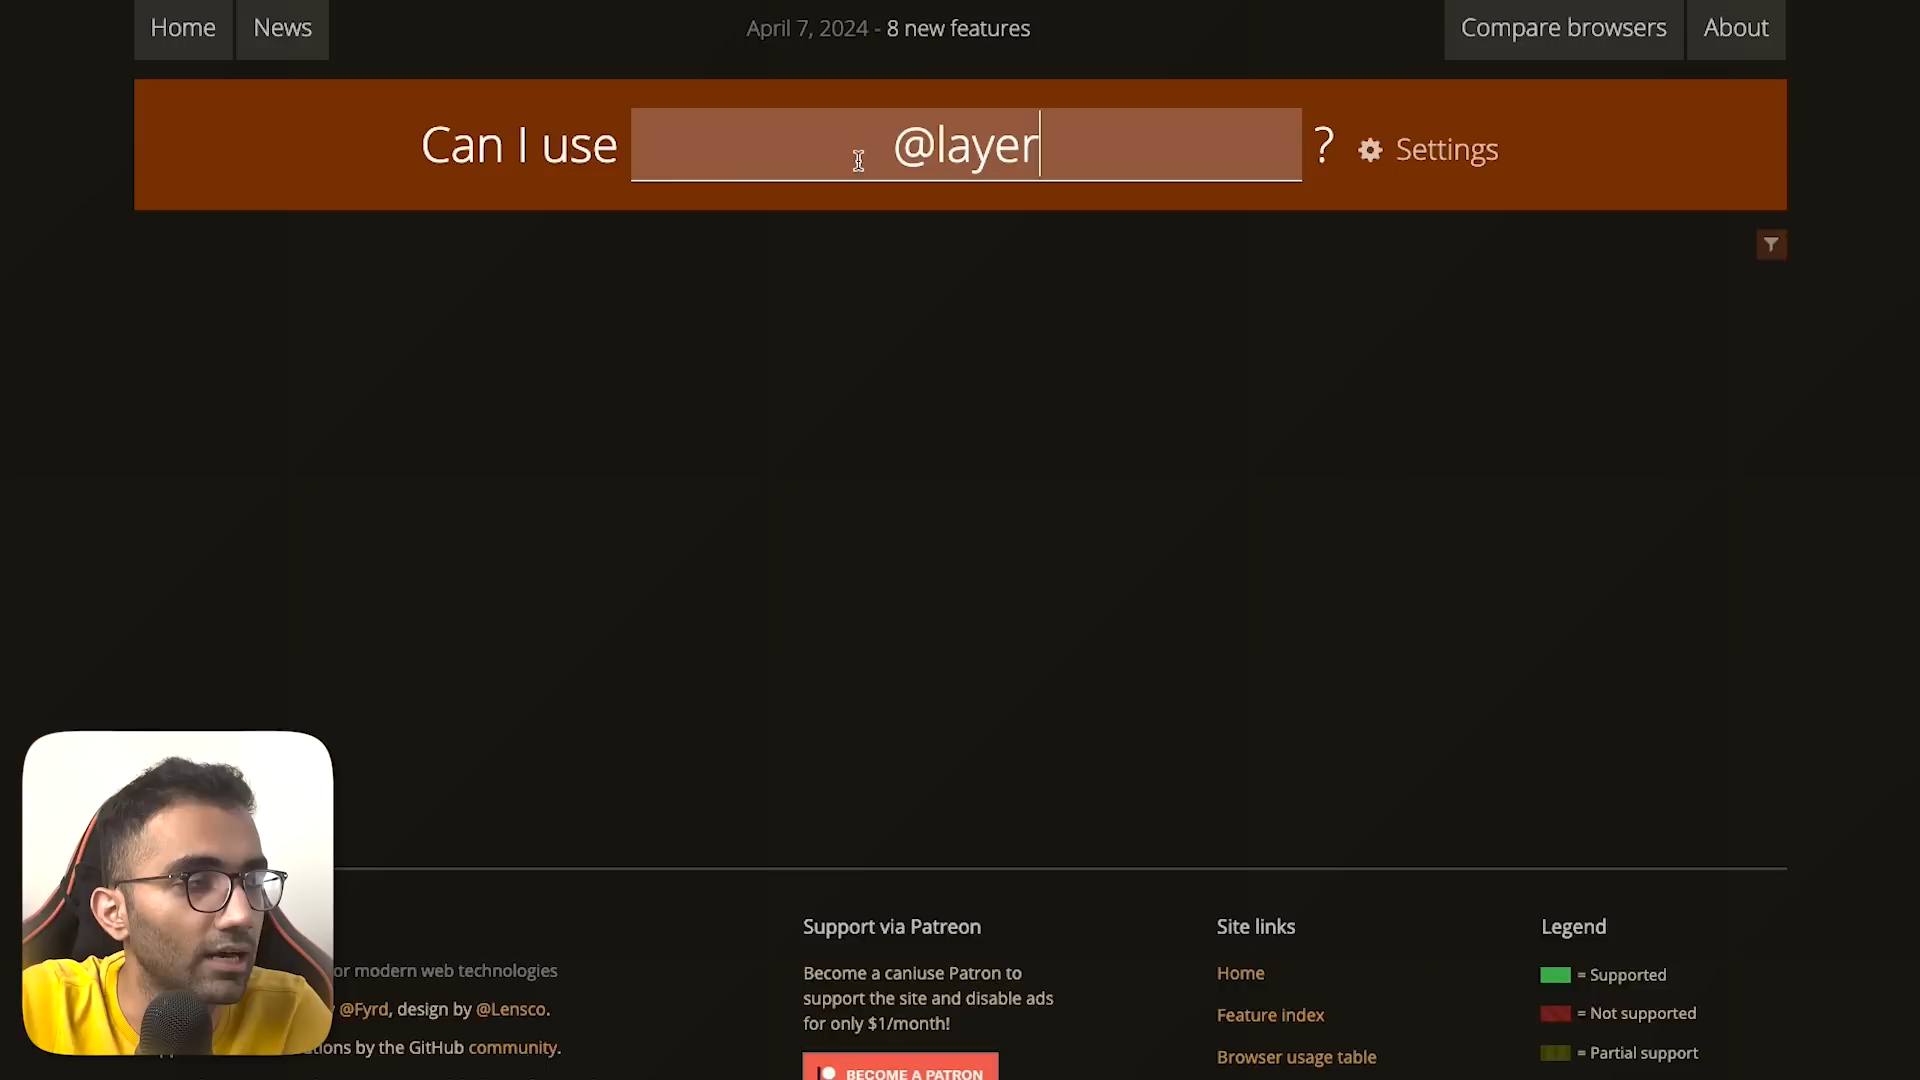 Home
News
April 7, 2024 - 8 new features
Compare browsers
About
Can I use
@layer
?
Settings
Support via Patreon
Site links
Legend
or modern web technologies
Become a caniuse Patron to
support the site and disable ads
for only $1/month!
Home
= Supported
@Fyrd, design by @Lensco.
Feature index
= Not supported
tions by the GitHub community.
Browser usage table
= Partial support
BECOME A PATRON